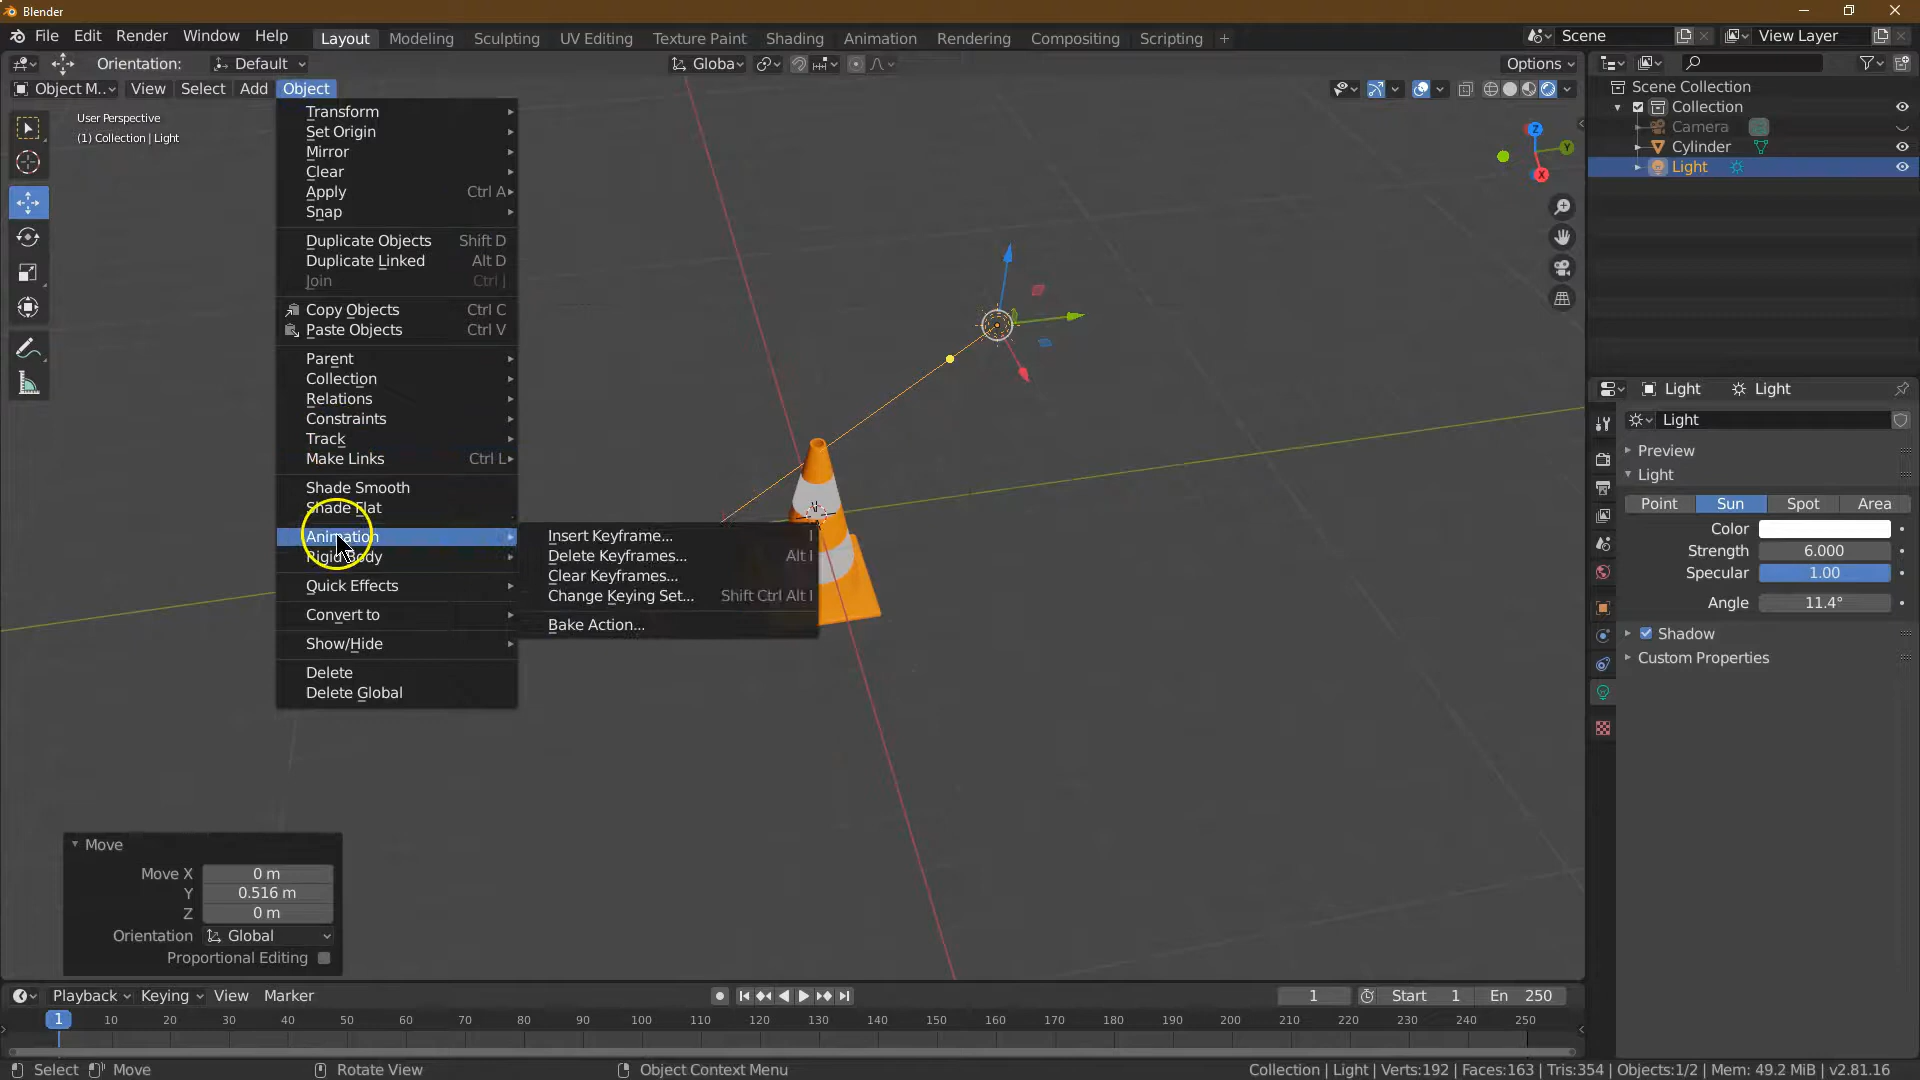 Blender
File Edit Render Window Help Layout Modeling Sculpting UV Editing Texture Paint Shading Animation Rendering Compositing Scripting + Scene View Layer
Orientation: Default Globa Options
Object M.. View Select Add Object
User Perspective
(1) Collection | Light
Transform
Set Origin
Mirror
Clear
Apply Ctrl A
Snap
Duplicate Objects Shift D
Duplicate Linked Alt D
Join Ctrl J
Copy Objects Ctrl C
Paste Objects Ctrl V
Parent
Collection
Relations
Constraints
Track
Make Links Ctrl L
Shade Smooth
Shade Flat
Animation
Rigid Body
Quick Effects
Convert to
Show/Hide
Delete
Delete Global
Insert Keyframe... I
Delete Keyframes... Alt I
Clear Keyframes...
Change Keying Set... Shift Ctrl Alt I
Bake Action...
Z
Y
X
Scene Collection
Collection
Camera
Cylinder
Light
Light Light
Light
Preview
Light
Point Sun Spot Area
Color
Strength 6.000
Specular 1.00
Angle 11.4°
Shadow
Custom Properties
Move
Move X 0 m
Y 0.516 m
Z 0 m
Orientation Global
Proportional Editing
Playback Keying View Marker 1 Start 1 En 250
1 10 20 30 40 50 60 70 80 90 100 110 120 130 140 150 160 170 180 190 200 210 220 230 240 250
Select Move Rotate View Object Context Menu Collection | Light | Verts:192 | Faces:163 | Tris:354 | Objects:1/2 | Mem: 49.2 MiB | v2.81.16